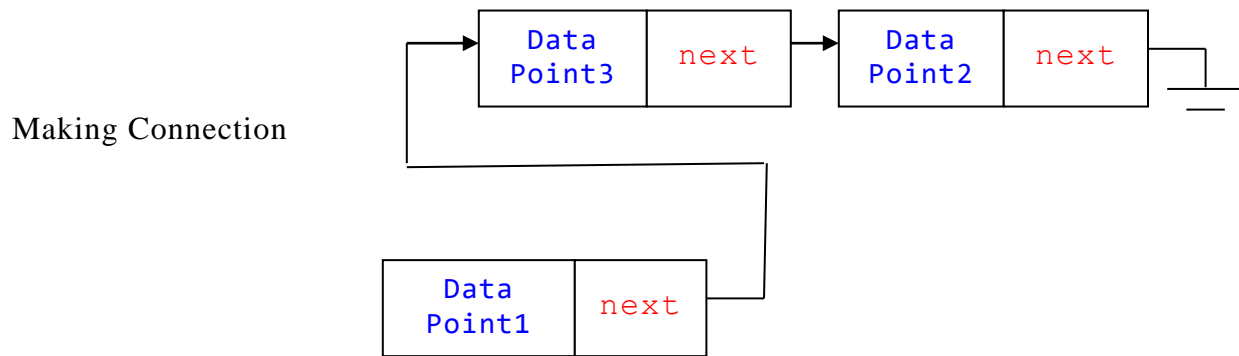 Data
Point3
next
Data
Point2
next
Making Connection
Data
Point1
next